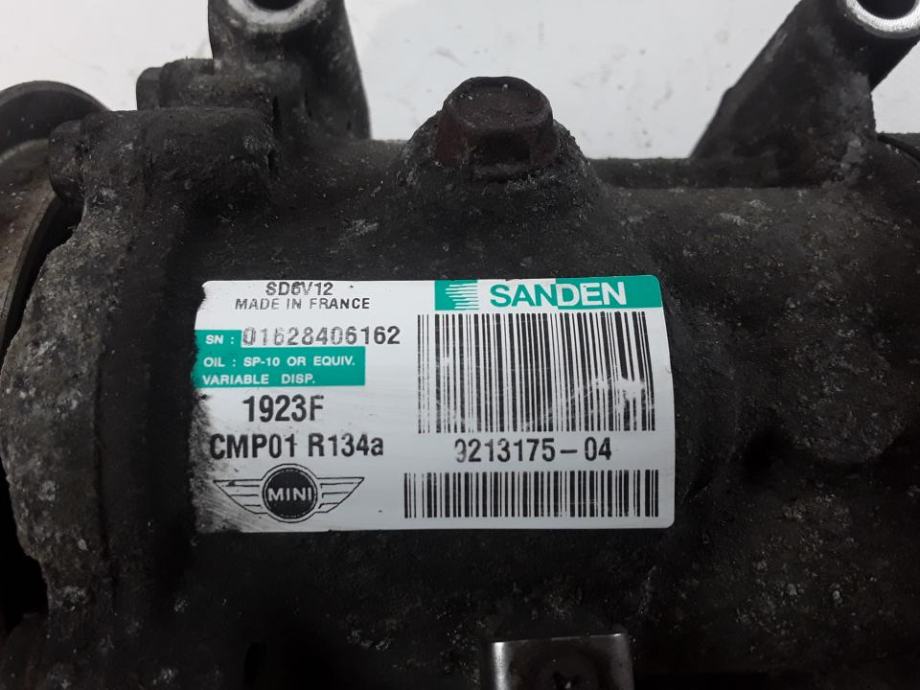 SD6V12
MADE IN FRANCE
SANDEN
SN : 01628406162
OIL : SP-10 OR EQUIV.
VARIABLE DISP.
1923F
CMP01 R134a
9213175-04
MINI